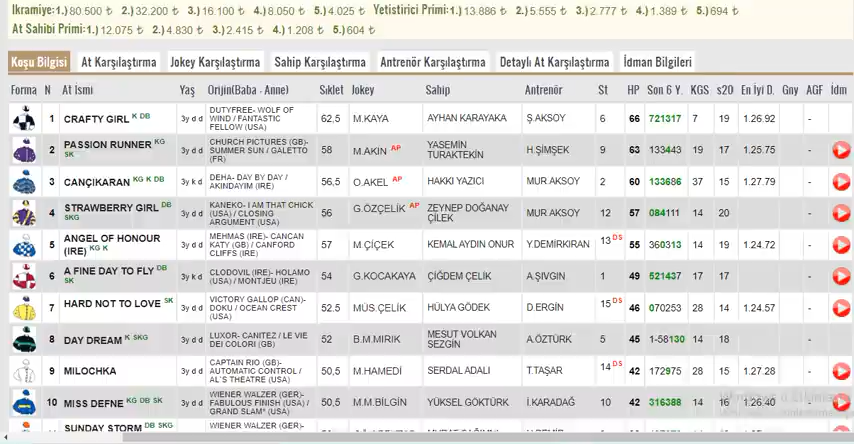 Ikramiye:1.) 80.500 ₺ 2.) 32.200 ₺ 3.) 16.100 ₺ 4.) 8.050 ₺ 5.) 4.025 ₺ Yetistirici Primi:1.) 13.886 ₺ 2.) 5.555 ₺ 3.) 2.777 ₺ 4.) 1.389 ₺ 5.) 694 ₺
At Sahibi Primi:1.) 12.075 ₺ 2.) 4.830 ₺ 3.) 2.415 ₺ 4.) 1.208 ₺ 5.) 604 ₺
Koşu Bilgisi At Karşılaştırma Jokey Karşılaştırma Sahip Karşılaştırma Antrenör Karşılaştırma Detaylı At Karşılaştırma İdman Bilgileri
Forma N At İsmi Yaş Orijin(Baba - Anne) Sıklet Jokey Sahip Antrenör St HP Son 6 Y. KGS s20 En İyi D. Gny AGF İdm
1 CRAFTY GIRL K DB 3y d d DUTYFREE- WOLF OF WIND / FANTASTIC FELLOW (USA) 62,5 M.KAYA AYHAN KARAYAKA Ş.AKSOY 6 66 721317 7 19 1.26.92 -
2 PASSION RUNNER KG SK 3y d d CHURCH PICTURES (GB)- SUMMER SUN / GALETTO (FR) 58 M.AKIN AP YASEMİN TURAKTEKİN H.ŞİMŞEK 9 63 133443 19 17 1.25.75 -
3 CANÇIKARAN KG K DB 3y k d DEHA- DAY BY DAY / AKINDAYIM (IRE) 56,5 O.AKEL AP HAKKI YAZICI MUR.AKSOY 2 60 133686 37 15 1.27.79 -
4 STRAWBERRY GIRL DB SKG 3y d d KANEKO- I AM THAT CHICK (USA) / CLOSING ARGUMENT (USA) 56 G.ÖZÇELİK AP ZEYNEP DOĞANAY ÇİLEK MUR.AKSOY 12 57 084111 14 20 -
5 ANGEL OF HONOUR (IRE) KG K 3y d d MEHMAS (IRE)- CANCAN KATY (GB) / CANFORD CLIFFS (IRE) 57 M.ÇİÇEK KEMAL AYDIN ONUR Y.DEMİRKIRAN 13 DS 55 360313 14 19 1.24.72 -
6 A FINE DAY TO FLY DB SK 3y k d CLODOVIL (IRE)- HOLAMO (USA) / MONTJEU (IRE) 54 G.KOCAKAYA ÇİĞDEM ÇELİK A.ŞIVGIN 1 49 521437 17 17 -
7 HARD NOT TO LOVE SK 3y d d VICTORY GALLOP (CAN)- DOKU / OCEAN CREST (USA) 52,5 MÜS.ÇELİK HÜLYA GÖDEK D.ERGİN 15 DS 46 070253 28 14 1.24.57 -
8 DAY DREAM K SKG 3y d d LUXOR- CANITEZ / LE VIE DEI COLORI (GB) 52 B.M.MIRIK MESUT VOLKAN SEZGİN A.ÖZTÜRK 5 45 1-58130 14 18 -
9 MILOCHKA 3y d d CAPTAIN RIO (GB)- AUTOMATIC CONTROL / AL'S THEATRE (USA) 50,5 M.HAMEDİ SERDAL ADALI T.TAŞAR 14 DS 42 172975 28 15 1.27.28 -
10 MISS DEFNE KG DB SK 3y d d WIENER WALZER (GER)- FABULOUS FINISH (USA) / GRAND SLAM* (USA) 50,5 M.M.BİLGİN YÜKSEL GÖKTÜRK İ.KARADAĞ 10 42 316388 14 16 1.26.40 -
SUNDAY STORM DB SKG WIENER WALZER (GER)-